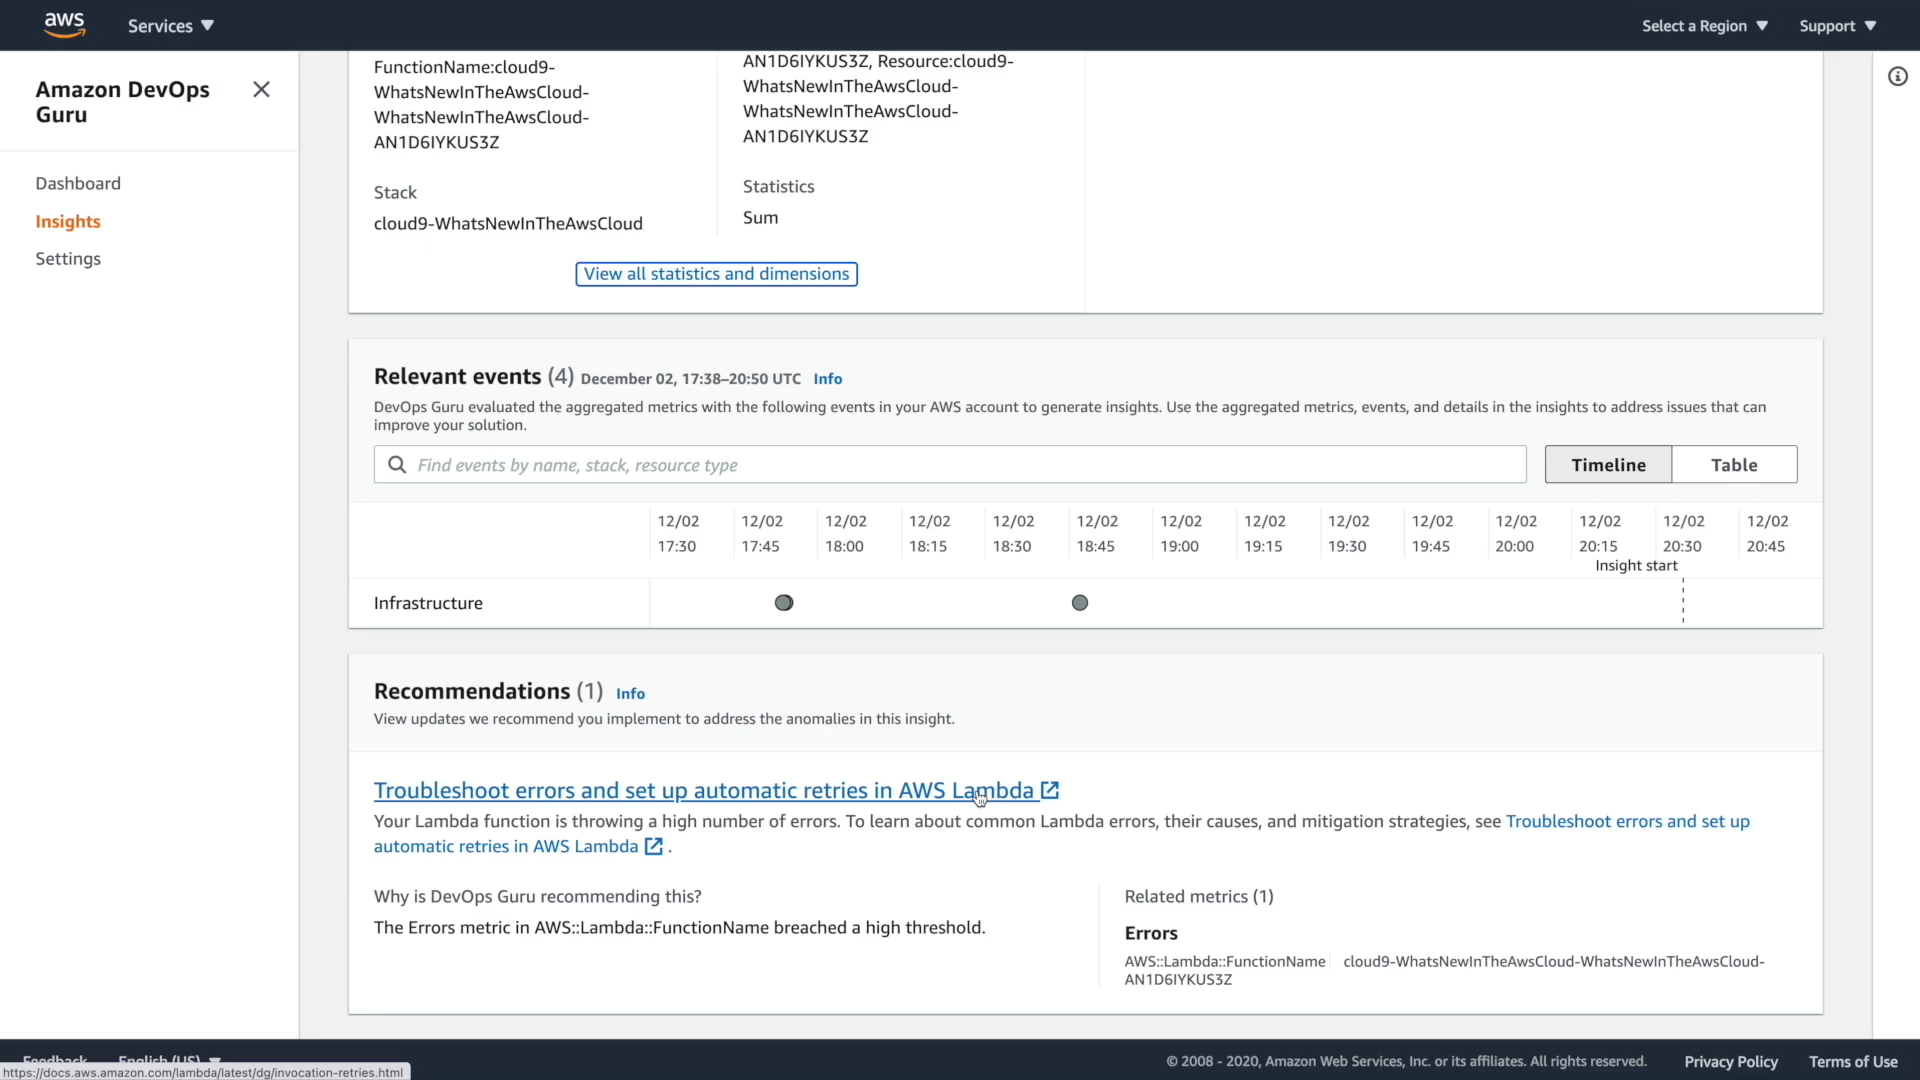 aws
Services
Select a Region
Support
Amazon DevOps
Guru
Dashboard
Insights
Settings
FunctionName:cloud9-
WhatsNewInTheAwsCloud-
WhatsNewInTheAwsCloud-
AN1D6IYKUS3Z
Stack
cloud9-WhatsNewInTheAwsCloud
AN1D6IYKUS3Z, Resource:cloud9-
WhatsNewInTheAwsCloud-
WhatsNewInTheAwsCloud-
AN1D6IYKUS3Z
Statistics
Sum
View all statistics and dimensions
Relevant events (4) December 02, 17:38–20:50 UTC Info
DevOps Guru evaluated the aggregated metrics with the following events in your AWS account to generate insights. Use the aggregated metrics, events, and details in the insights to address issues that can
improve your solution.
Find events by name, stack, resource type
Timeline
Table
12/02 12/02 12/02 12/02 12/02 12/02 12/02 12/02 12/02 12/02 12/02 12/02 12/02 12/02
17:30 17:45 18:00 18:15 18:30 18:45 19:00 19:15 19:30 19:45 20:00 20:15 20:30 20:45
Insight start
Infrastructure
Recommendations (1) Info
View updates we recommend you implement to address the anomalies in this insight.
Troubleshoot errors and set up automatic retries in AWS Lambda
Your Lambda function is throwing a high number of errors. To learn about common Lambda errors, their causes, and mitigation strategies, see Troubleshoot errors and set up
automatic retries in AWS Lambda .
Why is DevOps Guru recommending this?
The Errors metric in AWS::Lambda::FunctionName breached a high threshold.
Related metrics (1)
Errors
AWS::Lambda::FunctionName cloud9-WhatsNewInTheAwsCloud-WhatsNewInTheAwsCloud-
AN1D6IYKUS3Z
Feedback English (US)
© 2008 - 2020, Amazon Web Services, Inc. or its affiliates. All rights reserved. Privacy Policy Terms of Use
https://docs.aws.amazon.com/lambda/latest/dg/invocation-retries.html